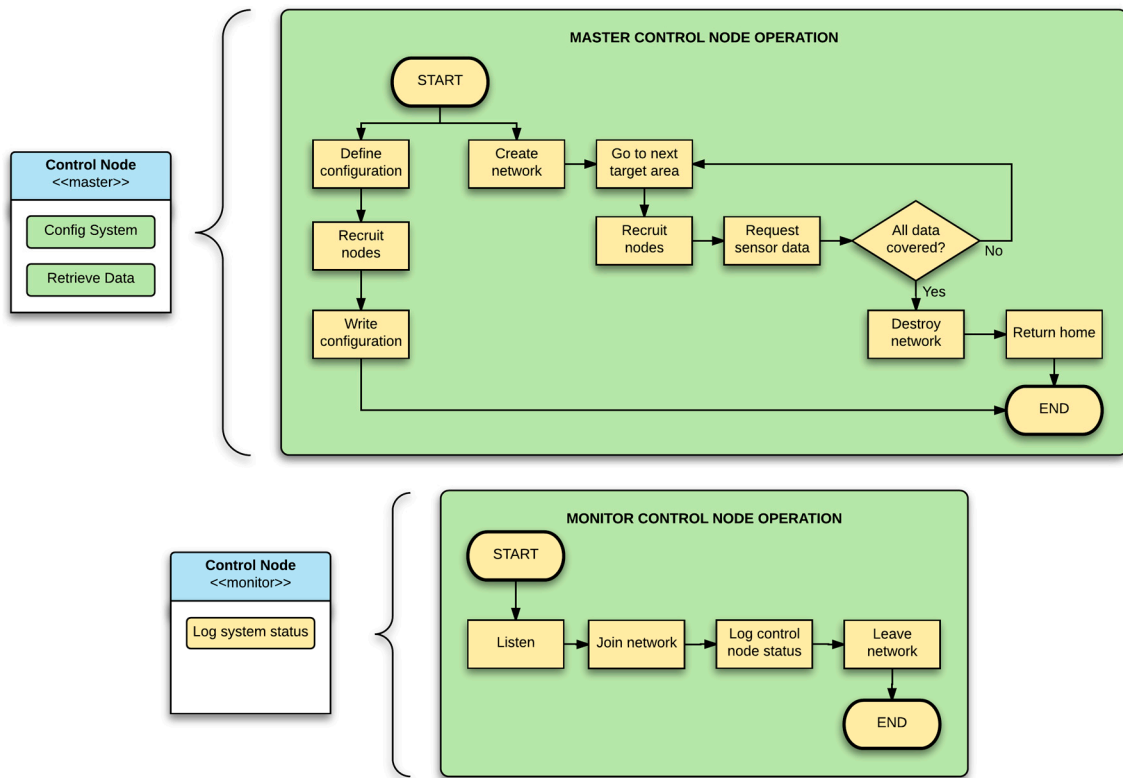 MASTER CONTROL NODE OPERATION
START
Define
configuration
Create
network
Go to next
target area
Control Node
<<master>>
Config System
Retrieve Data
Recruit
nodes
Recruit
nodes
Request
sensor data
All data
covered?
No
Yes
Write
configuration
Destroy
network
Return home
END
MONITOR CONTROL NODE OPERATION
START
Control Node
<<monitor>>
Log system status
Listen
Join network
Log control
node status
Leave
network
END